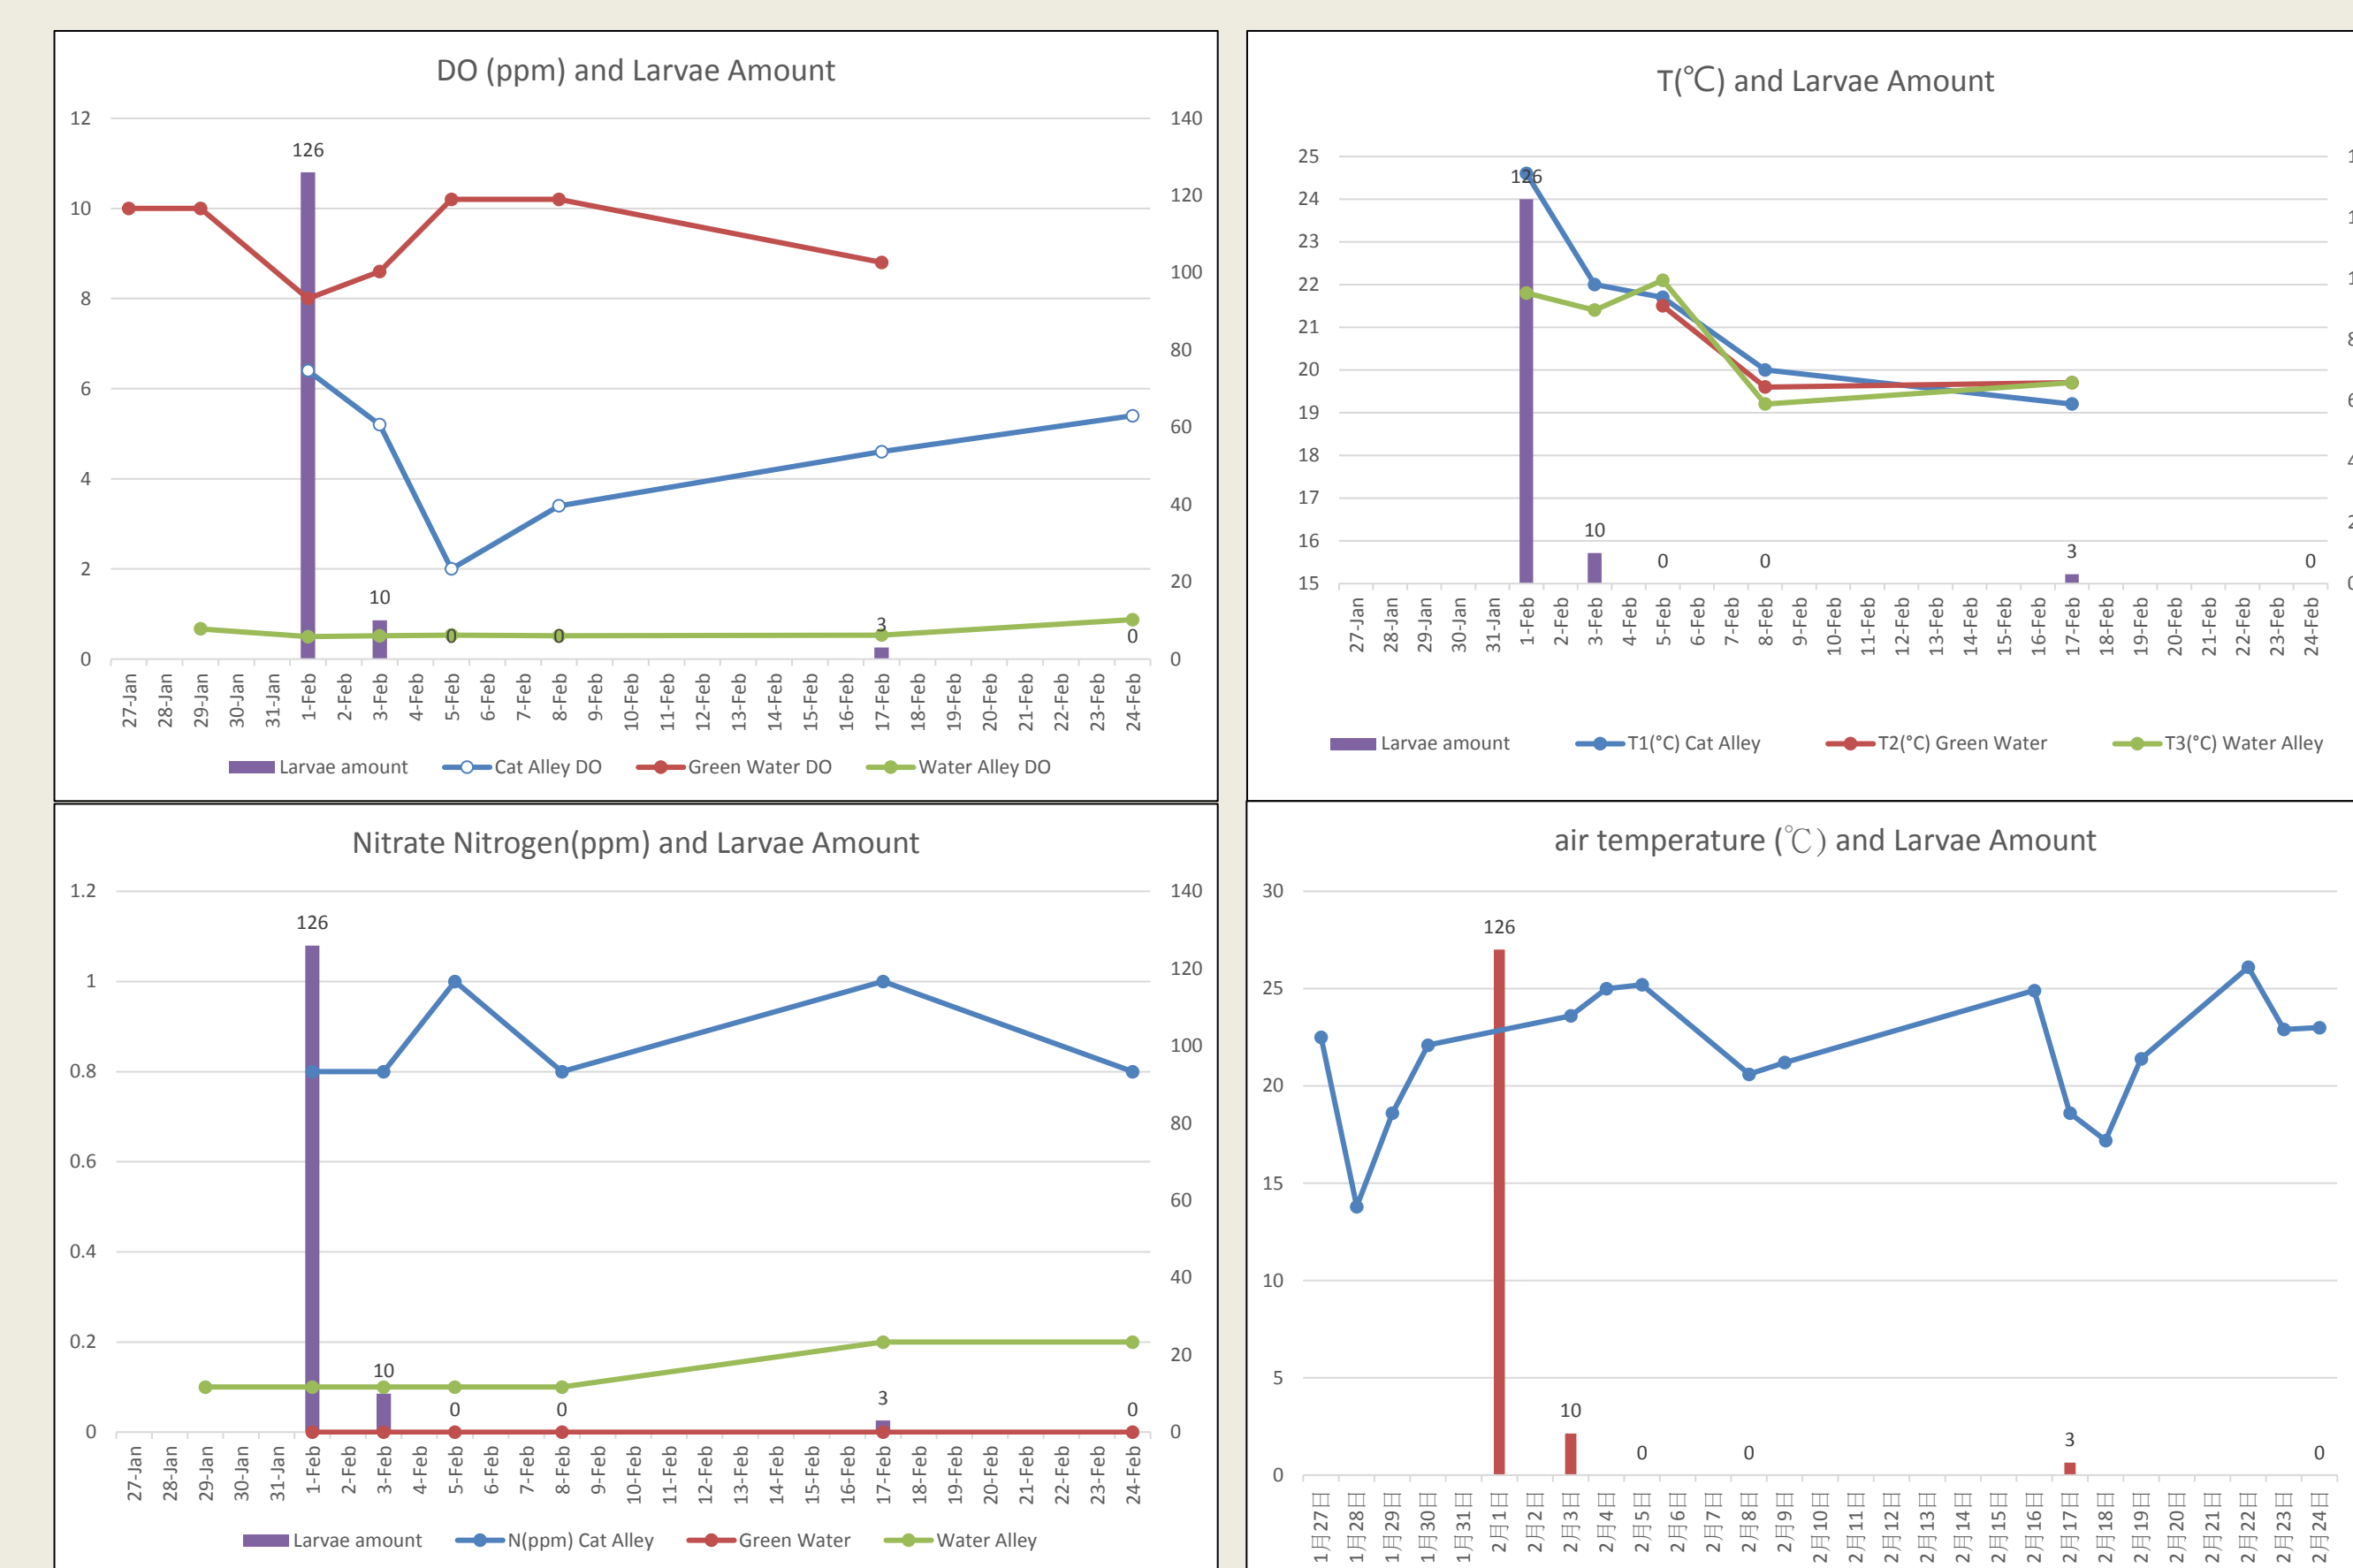 DO (ppm) and Larvae Amount
12
10
8
6
4
2
0
140
120
100
80
60
40
20
0
126
10
0
0
3
0
27-Jan
28-Jan
29-Jan
30-Jan
31-Jan
1-Feb
2-Feb
3-Feb
4-Feb
5-Feb
6-Feb
7-Feb
8-Feb
9-Feb
10-Feb
11-Feb
12-Feb
13-Feb
14-Feb
15-Feb
16-Feb
17-Feb
18-Feb
19-Feb
20-Feb
21-Feb
22-Feb
23-Feb
24-Feb
Larvae amount Cat Alley DO Green Water DO Water Alley DO
T(℃) and Larvae Amount
25
24
23
22
21
20
19
18
17
16
15
126
10
0
0
3
0
27-Jan
28-Jan
29-Jan
30-Jan
31-Jan
1-Feb
2-Feb
3-Feb
4-Feb
5-Feb
6-Feb
7-Feb
8-Feb
9-Feb
10-Feb
11-Feb
12-Feb
13-Feb
14-Feb
15-Feb
16-Feb
17-Feb
18-Feb
19-Feb
20-Feb
21-Feb
22-Feb
23-Feb
24-Feb
Larvae amount T1(°C) Cat Alley T2(°C) Green Water T3(°C) Water Alley
Nitrate Nitrogen(ppm) and Larvae Amount
1.2
1
0.8
0.6
0.4
0.2
0
140
120
100
80
60
40
20
0
126
10
0
0
3
0
27-Jan
28-Jan
29-Jan
30-Jan
31-Jan
1-Feb
2-Feb
3-Feb
4-Feb
5-Feb
6-Feb
7-Feb
8-Feb
9-Feb
10-Feb
11-Feb
12-Feb
13-Feb
14-Feb
15-Feb
16-Feb
17-Feb
18-Feb
19-Feb
20-Feb
21-Feb
22-Feb
23-Feb
24-Feb
Larvae amount N(ppm) Cat Alley Green Water Water Alley
air temperature (℃) and Larvae Amount
30
25
20
15
10
5
0
126
10
0
0
3
0
1月27日
1月28日
1月29日
1月30日
1月31日
2月1日
2月2日
2月3日
2月4日
2月5日
2月6日
2月7日
2月8日
2月9日
2月10日
2月11日
2月12日
2月13日
2月14日
2月15日
2月16日
2月17日
2月18日
2月19日
2月20日
2月21日
2月22日
2月23日
2月24日